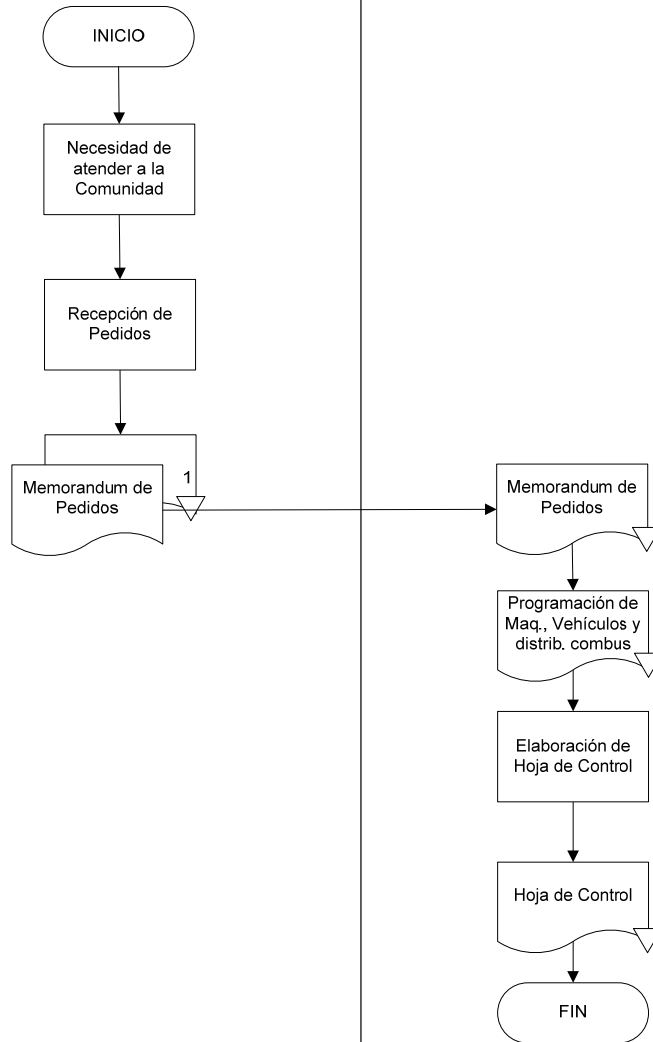 INICIO
Necesidad de
atender a la
Comunidad
Recepción de
Pedidos
1
Memorandum de
Pedidos
Memorandum de
Pedidos
Programación de
Maq., Vehículos y
distrib. combus
Elaboración de
Hoja de Control
Hoja de Control
FIN